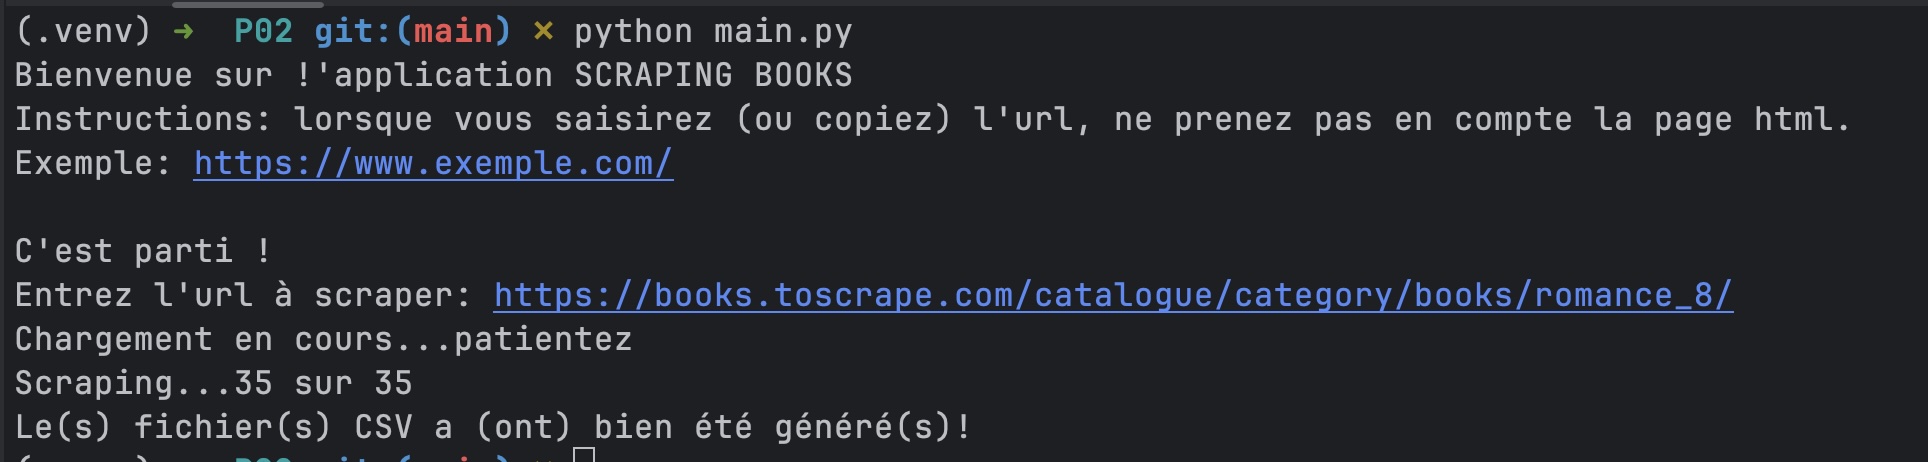 (.venv) ➜  P02 git:(main) ✗ python main.py
Bienvenue sur !'application SCRAPING BOOKS
Instructions: lorsque vous saisirez (ou copiez) l'url, ne prenez pas en compte la page html.
Exemple: https://www.exemple.com/
C'est parti !
Entrez l'url à scraper: https://books.toscrape.com/catalogue/category/books/romance_8/
Chargement en cours...patientez
Scraping...35 sur 35
Le(s) fichier(s) CSV a (ont) bien été généré(s)!